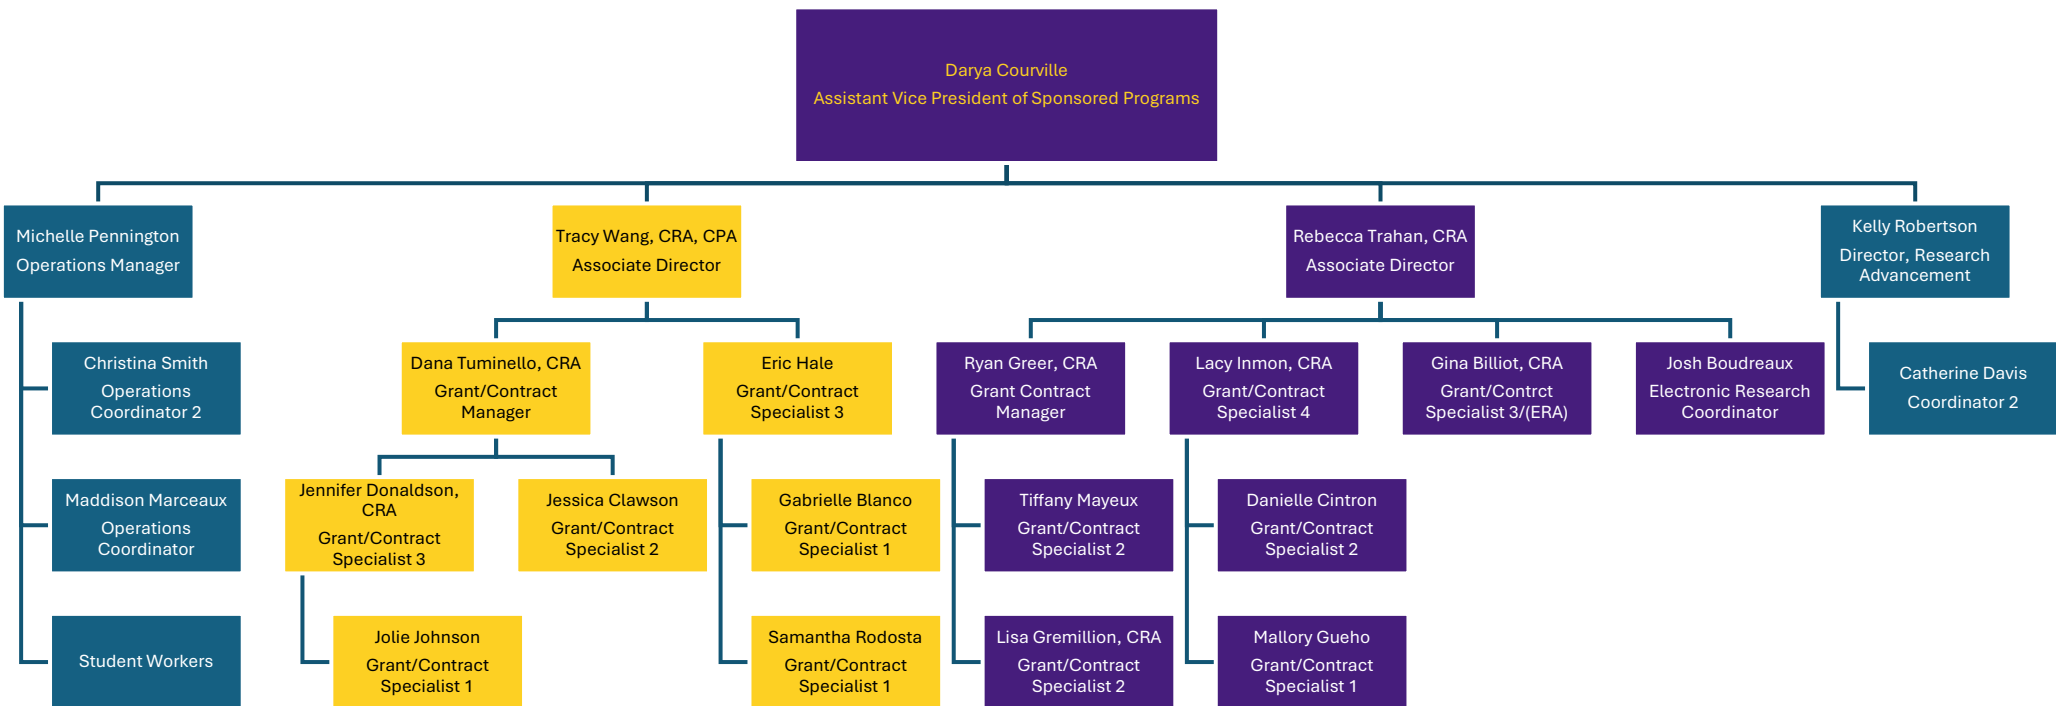 Darya Courville
Assistant Vice President of Sponsored Programs
Michelle Pennington
Operations Manager
Tracy Wang, CRA, CPA
Associate Director
Rebecca Trahan, CRA
Associate Director
Kelly Robertson
Director, Research
Advancement
Christina Smith
Operations
Coordinator 2
Dana Tuminello, CRA
Grant/Contract
Manager
Eric Hale
Grant/Contract
Specialist 3
Ryan Greer, CRA
Grant Contract
Manager
Lacy Inmon, CRA
Grant/Contract
Specialist 4
Gina Billiot, CRA
Grant/Contrct
Specialist 3/(ERA)
Josh Boudreaux
Electronic Research
Coordinator
Catherine Davis
Coordinator 2
Maddison Marceaux
Operations
Coordinator
Jennifer Donaldson,
CRA
Grant/Contract
Specialist 3
Jessica Clawson
Grant/Contract
Specialist 2
Gabrielle Blanco
Grant/Contract
Specialist 1
Tiffany Mayeux
Grant/Contract
Specialist 2
Danielle Cintron
Grant/Contract
Specialist 2
Student Workers
Jolie Johnson
Grant/Contract
Specialist 1
Samantha Rodosta
Grant/Contract
Specialist 1
Lisa Gremillion, CRA
Grant/Contract
Specialist 2
Mallory Gueho
Grant/Contract
Specialist 1